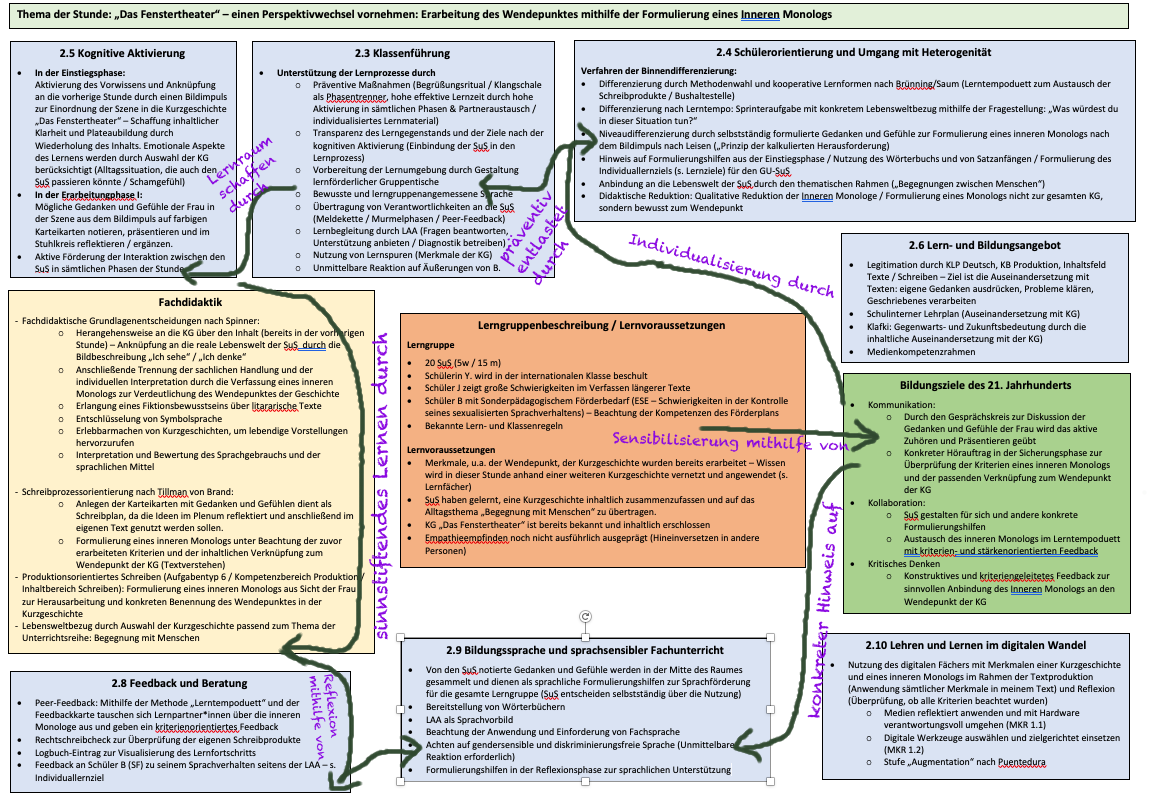 Thema der Stunde: „Das Fenstertheater“ – einen Perspektivwechsel vornehmen: Erarbeitung des Wendepunktes mithilfe der Formulierung eines Inneren Monologs
2.5 Kognitive Aktivierung
• In der Einstiegsphase:
Aktivierung des Vorwissens und Anknüpfung
an die vorherige Stunde durch einen Bildimpuls
zur Einordnung der Szene in die Kurzgeschichte
„Das Fenstertheater“ – Schaffung inhaltlicher
Klarheit und Plateaubildung durch
Wiederholung des Inhalts. Emotionale Aspekte
des Lernens werden durch Auswahl der KG
berücksichtigt (Alltagssituation, die auch den
SuS passieren könnte / Schamgefühl)
• In der Erarbeitungphase I:
Mögliche Gedanken und Gefühle der Frau in
der Szene aus dem Bildimpuls auf farbigen
Karteikarten notieren, präsentieren und im
Stuhlkreis reflektieren / ergänzen.
• Aktive Förderung der Interaktion zwischen den
SuS in sämtlichen Phasen der Stunde
2.3 Klassenführung
• Unterstützung der Lernprozesse durch
o Präventive Maßnahmen (Begrüßungsritual / Klangschale
als Phasentrenner, hohe effektive Lernzeit durch hohe
Aktivierung in sämtlichen Phasen & Partneraustausch /
individualisiertes Lernmaterial)
o Transparenz des Lerngegenstands und der Ziele nach der
kognitiven Aktivierung (Einbindung der SuS in den
Lernprozess)
o Vorbereitung der Lernumgebung durch Gestaltung
lernförderlicher Gruppentische
o Bewusste und lerngruppenangemessene Sprache
o Übertragung von Verantwortlichkeiten an die SuS
(Meldekette / Murmelphasen / Peer-Feedback)
o Lernbegleitung durch LAA (Fragen beantworten,
Unterstützung anbieten / Diagnostik betreiben)
o Nutzung von Lernspuren (Merkmale der KG)
o Unmittelbare Reaktion auf Äußerungen von B.
2.4 Schülerorientierung und Umgang mit Heterogenität
Verfahren der Binnendifferenzierung:
• Differenzierung durch Methodenwahl und kooperative Lernformen nach Brüning/Saum (Lerntempoduett zum Austausch der
Schreibprodukte / Bushaltestelle)
• Differenzierung nach Lerntempo: Sprinteraufgabe mit konkretem Lebensweltbezug mithilfe der Fragestellung: „Was würdest du
in dieser Situation tun?“
• Niveaudifferenzierung durch selbstständig formulierte Gedanken und Gefühle zur Formulierung eines inneren Monologs nach
dem Bildimpuls nach Leisen („Prinzip der kalkulierten Herausforderung)
• Hinweis auf Formulierungshilfen aus der Einstiegsphase / Nutzung des Wörterbuchs und von Satzanfängen / Formulierung des
Individuallernziels (s. Lernziele) für den GU-SuS
• Anbindung an die Lebenswelt der SuS durch den thematischen Rahmen („Begegnungen zwischen Menschen“)
• Didaktische Reduktion: Qualitative Reduktion der Inneren Monologe / Formulierung eines Monologs nicht zur gesamten KG,
sondern bewusst zum Wendepunkt
Lernraum
schaffen
durch
präventiv
entlastet
durch
Individualisierung durch
2.6 Lern- und Bildungsangebot
• Legitimation durch KLP Deutsch, KB Produktion, Inhaltsfeld
Texte / Schreiben – Ziel ist die Auseinandersetzung mit
Texten: eigene Gedanken ausdrücken, Probleme klären,
Geschriebenes verarbeiten
• Schulinterner Lehrplan (Auseinandersetzung mit KG)
• Klafki: Gegenwarts- und Zukunftsbedeutung durch die
inhaltliche Auseinandersetzung mit der KG)
• Medienkompetenzrahmen
Fachdidaktik
- Fachdidaktische Grundlagenentscheidungen nach Spinner:
o Herangehensweise an die KG über den Inhalt (bereits in der vorherigen
Stunde) – Anknüpfung an die reale Lebenswelt der SuS durch die
Bildbeschreibung „Ich sehe“ / „Ich denke“
o Anschließende Trennung der sachlichen Handlung und der
individuellen Interpretation durch die Verfassung eines inneren
Monologs zur Verdeutlichung des Wendepunktes der Geschichte
o Erlangung eines Fiktionsbewusstseins über litararische Texte
o Entschlüsselung von Symbolsprache
o Erlebbarmachen von Kurzgeschichten, um lebendige Vorstellungen
hervorzurufen
o Interpretation und Bewertung des Sprachgebrauchs und der
sprachlichen Mittel
- Schreibprozessorientierung nach Tillman von Brand:
o Anlegen der Karteikarten mit Gedanken und Gefühlen dient als
Schreibplan, da die Ideen im Plenum reflektiert und anschließend im
eigenen Text genutzt werden sollen.
o Formulierung eines inneren Monologs unter Beachtung der zuvor
erarbeiteten Kriterien und der inhaltlichen Verknüpfung zum
Wendepunkt der KG (Textverstehen)
- Produktionsorientiertes Schreiben (Aufgabentyp 6 / Kompetenzbereich Produktion /
Inhaltbereich Schreiben): Formulierung eines inneren Monologs aus Sicht der Frau
zur Herausarbeitung und konkreten Benennung des Wendepunktes in der
Kurzgeschichte
- Lebensweltbezug durch Auswahl der Kurzgeschichte passend zum Thema der
Unterrichtsreihe: Begegnung mit Menschen
sinnstiftendes Lernen durch
Lerngruppenbeschreibung / Lernvoraussetzungen
Lerngruppe
• 20 SuS (5w / 15 m)
• Schülerin Y. wird in der internationalen Klasse beschult
• Schüler J zeigt große Schwierigkeiten im Verfassen längerer Texte
• Schüler B mit Sonderpädagogischem Förderbedarf (ESE – Schwierigkeiten in der Kontrolle
seines sexualisierten Sprachverhaltens) – Beachtung der Kompetenzen des Förderplans
• Bekannte Lern- und Klassenregeln
Lernvoraussetzungen
• Merkmale, u.a. der Wendepunkt, der Kurzgeschichte wurden bereits erarbeitet – Wissen
wird in dieser Stunde anhand einer weiteren Kurzgeschichte vernetzt und angewendet (s.
Lernfächer)
• SuS haben gelernt, eine Kurzgeschichte inhaltlich zusammenzufassen und auf das
Alltagsthema „Begegnung mit Menschen“ zu übertragen.
• KG „Das Fenstertheater“ ist bereits bekannt und inhaltlich erschlossen
• Empathieempfinden noch nicht ausführlich ausgeprägt (Hineinversetzen in andere
Personen)
Sensibilisierung mithilfe von
Bildungsziele des 21. Jahrhunderts
• Kommunikation:
o Durch den Gesprächskreis zur Diskussion der
Gedanken und Gefühle der Frau wird das aktive
Zuhören und Präsentieren geübt
o Konkreter Hörauftrag in der Sicherungsphase zur
Überprüfung der Kriterien eines inneren Monologs
und der passenden Verknüpfung zum Wendepunkt
der KG
• Kollaboration:
o SuS gestalten für sich und andere konkrete
Formulierungshilfen
o Austausch des inneren Monologs im Lerntempoduett
mit kriterien- und stärkenorientierten Feedback
• Kritisches Denken
o Konstruktives und kriteriengeleitetes Feedback zur
sinnvollen Anbindung des Inneren Monologs an den
Wendepunkt der KG
konkreter Hinweis auf
2.8 Feedback und Beratung
• Peer-Feedback: Mithilfe der Methode „Lerntempoduett“ und der
Feedbackkarte tauschen sich Lernpartner*innen über die inneren
Monologe aus und geben ein kriterienorientiertes Feedback
• Rechtschreibcheck zur Überprüfung der eigenen Schreibprodukte
• Logbuch-Eintrag zur Visualisierung des Lernfortschritts
• Feedback an Schüler B (SF) zu seinem Sprachverhalten seitens der LAA – s.
Individuallernziel
Reflexion
mithilfe von
2.9 Bildungssprache und sprachsensibler Fachunterricht
• Von den SuS notierte Gedanken und Gefühle werden in der Mitte des Raumes
gesammelt und dienen als sprachliche Formulierungshilfen zur Sprachförderung
für die gesamte Lerngruppe (SuS entscheiden selbstständig über die Nutzung)
• Bereitstellung von Wörterbüchern
• LAA als Sprachvorbild
• Beachtung der Anwendung und Einforderung von Fachsprache
• Achten auf gendersensible und diskriminierungsfreie Sprache (Unmittelbare
Reaktion erforderlich)
• Formulierungshilfen in der Reflexionsphase zur sprachlichen Unterstützung
2.10 Lehren und Lernen im digitalen Wandel
• Nutzung des digitalen Fächers mit Merkmalen einer Kurzgeschichte
und eines inneren Monologs im Rahmen der Textproduktion
(Anwendung sämtlicher Merkmale in meinem Text) und Reflexion
(Überprüfung, ob alle Kriterien beachtet wurden)
o Medien reflektiert anwenden und mit Hardware
verantwortungsvoll umgehen (MKR 1.1)
o Digitale Werkzeuge auswählen und zielgerichtet einsetzen
(MKR 1.2)
o Stufe „Augmentation“ nach Puentedura